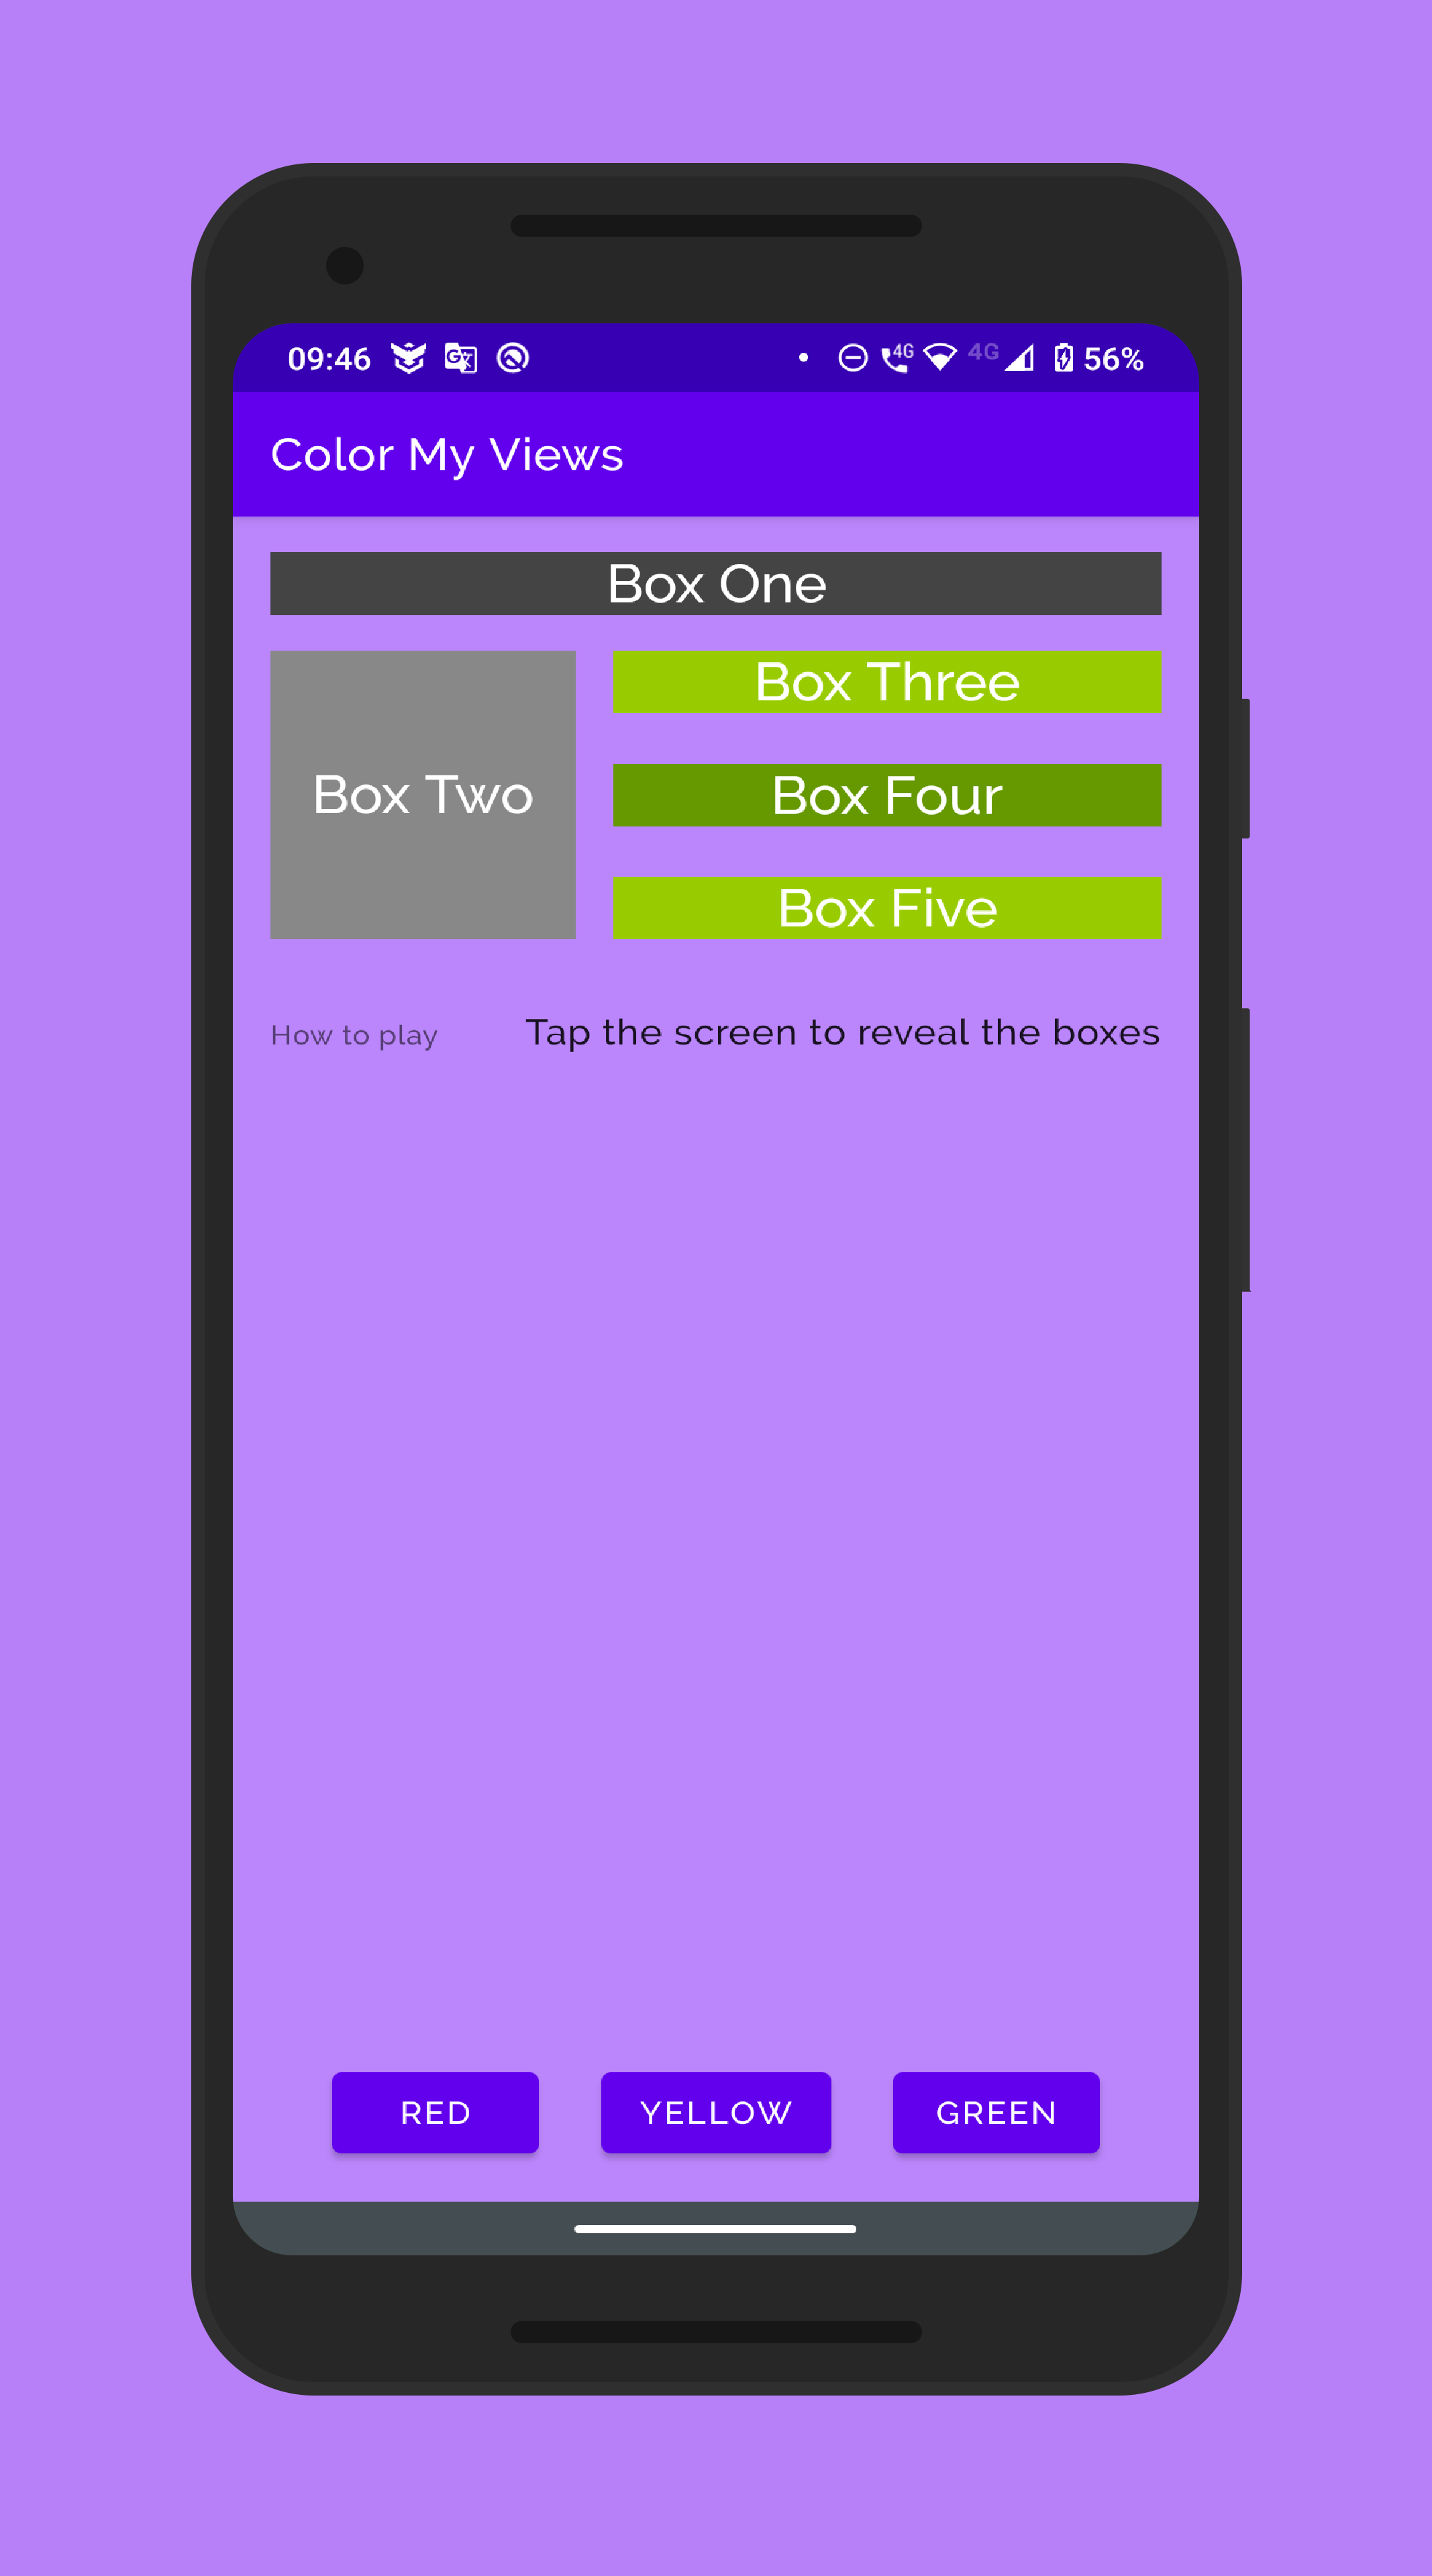 09:46 4G 4G 56%
Color My Views
Box One
Box Two
Box Three
Box Four
Box Five
How to play Tap the screen to reveal the boxes
RED YELLOW GREEN